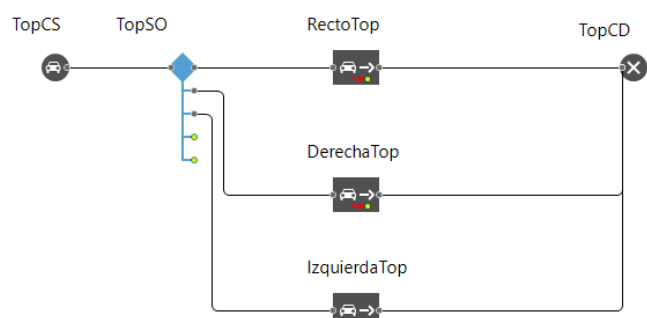 TopCS
TopSO
RectoTop
TopCD
DerechaTop
IzquierdaTop